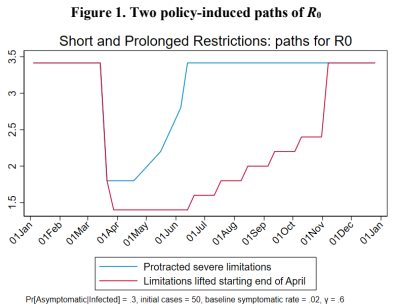 Figure 1. Two policy-induced paths of R0
Short and Prolonged Restrictions: paths for R0
3.5
3
2.5
2
1.5
01Jan 01Feb 01Mar 01Apr 01May 01Jun 01Jul 01Aug 01Sep 01Oct 01Nov 01Dec 01Jan
Protracted severe limitations
Limitations lifted starting end of April
Pr[Asymptomatic|Infected] = .3, initial cases = 50, baseline symptomatic rate = .02, γ = .6